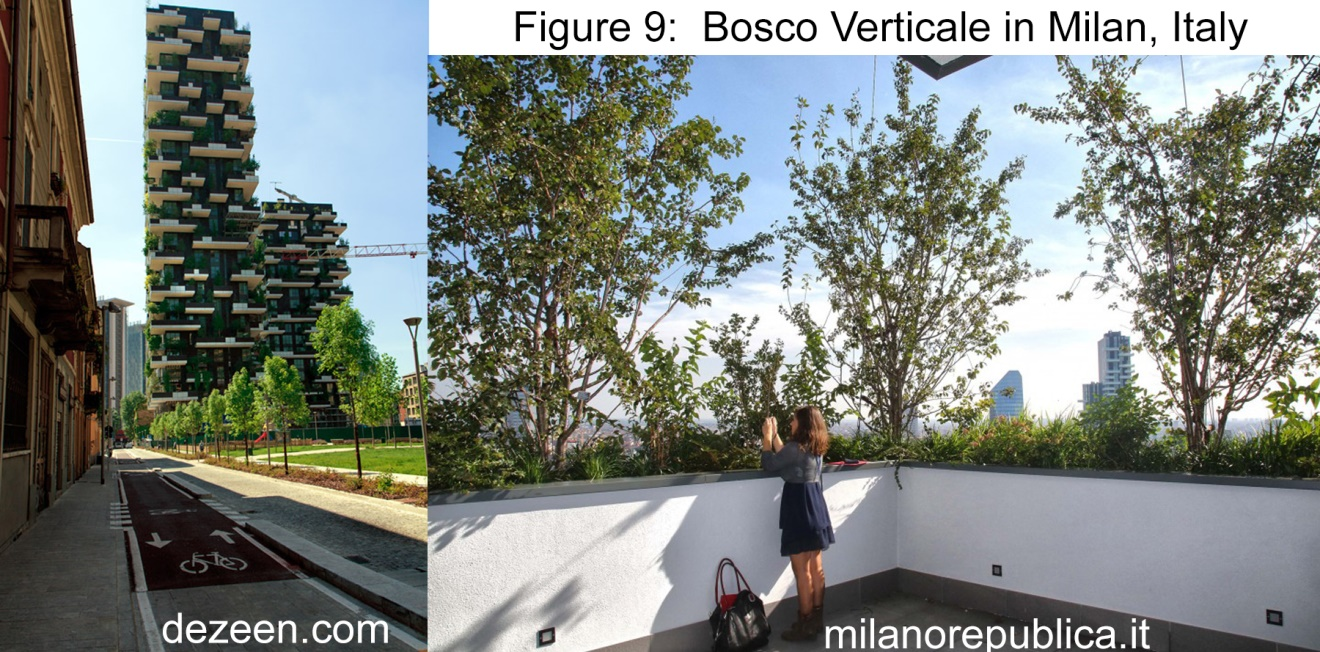 Figure 9:  Bosco Verticale in Milan, Italy
dezeen.com
milanorepublica.it